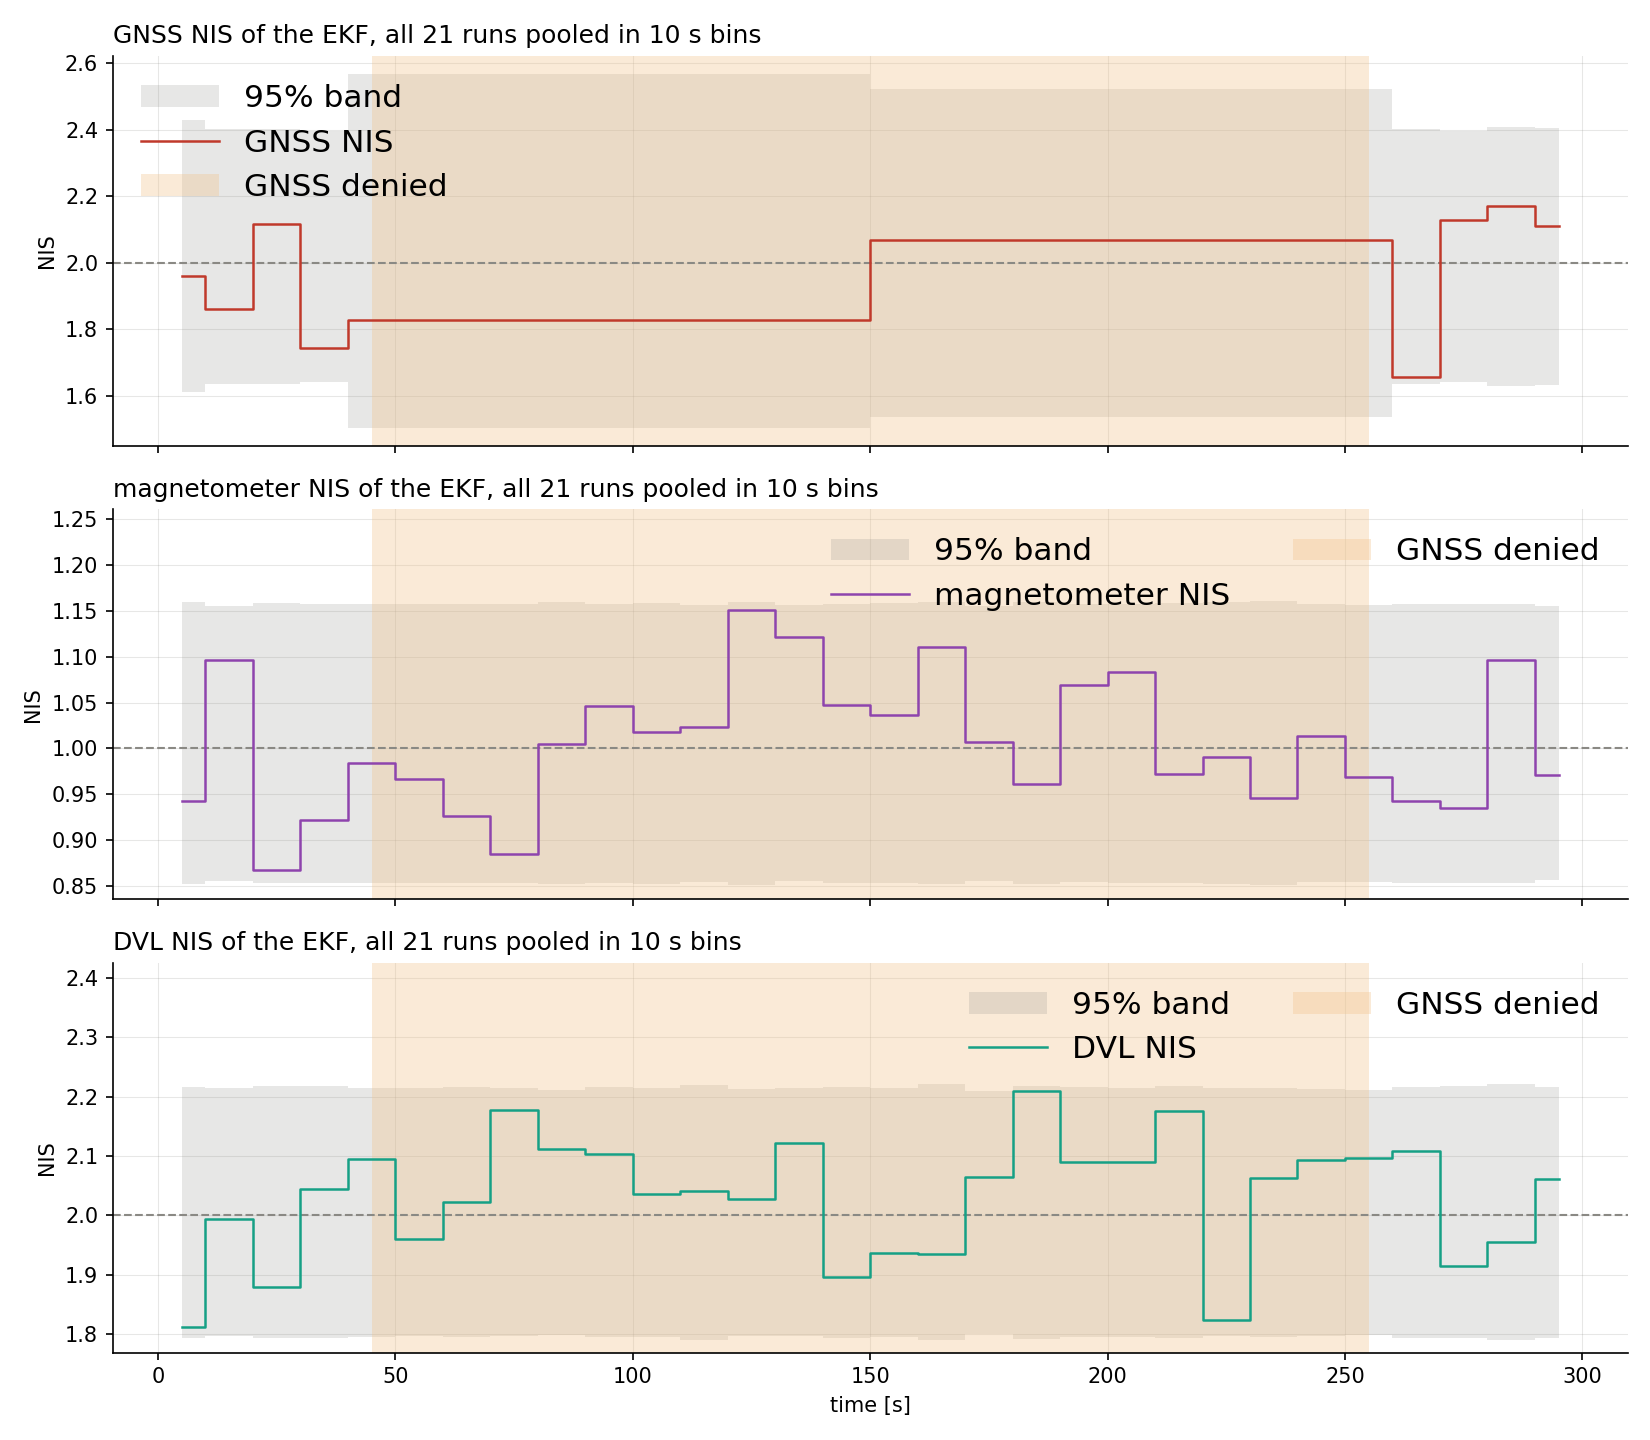 GNSS NIS of the EKF, all 21 runs pooled in 10 s bins
2.6
2.4
2.2
2.0
1.8
1.6
NIS
95% band
GNSS NIS
GNSS denied
magnetometer NIS of the EKF, all 21 runs pooled in 10 s bins
1.25
1.20
1.15
1.10
1.05
1.00
0.95
0.90
0.85
NIS
95% band
magnetometer NIS
GNSS denied
DVL NIS of the EKF, all 21 runs pooled in 10 s bins
2.4
2.3
2.2
2.1
2.0
1.9
1.8
NIS
95% band
DVL NIS
GNSS denied
0 50 100 150 200 250 300
time [s]